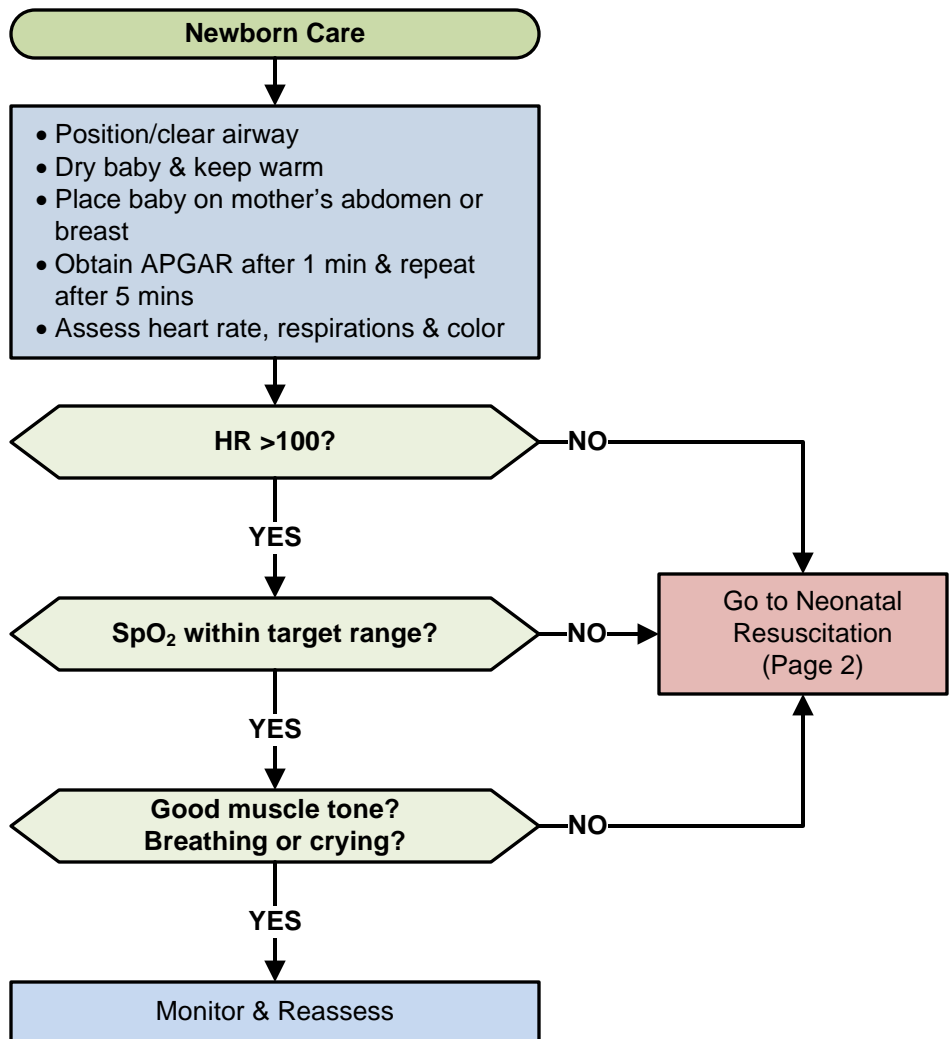 Newborn Care
• Position/clear airway
• Dry baby & keep warm
• Place baby on mother’s abdomen or
breast
• Obtain APGAR after 1 min & repeat
after 5 mins
• Assess heart rate, respirations & color
HR >100?
NO
YES
Go to Neonatal
Resuscitation
(Page 2)
SpO₂ within target range?
NO
YES
Good muscle tone?
Breathing or crying?
NO
YES
Monitor & Reassess